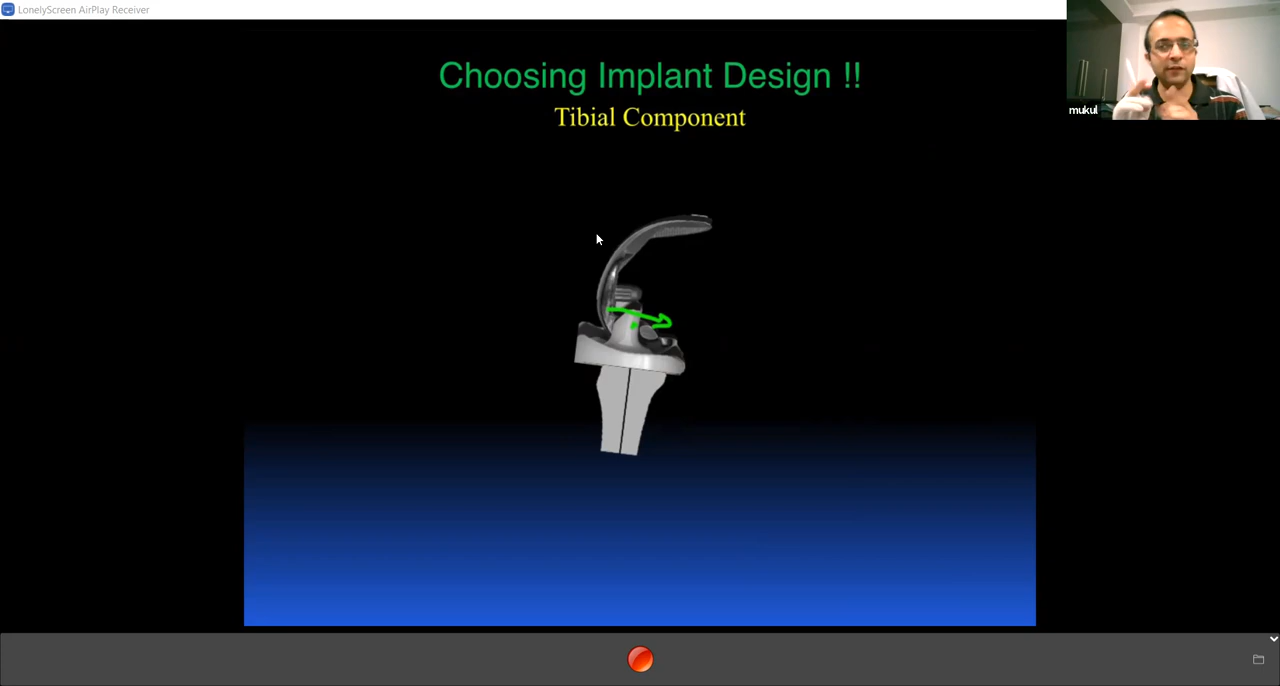 LonelyScreen AirPlay Receiver
Choosing Implant Design !!
Tibial Component
mukul